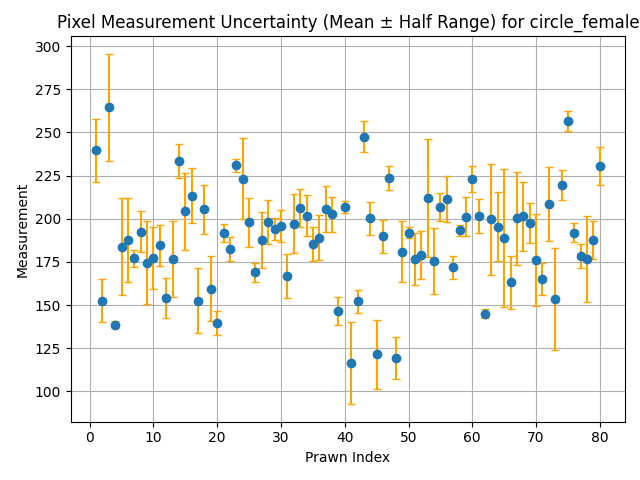 Pixel Measurement Uncertainty (Mean ± Half Range) for circle_female
300
275
250
225
200
175
150
125
100
Measurement
0 10 20 30 40 50 60 70 80
Prawn Index